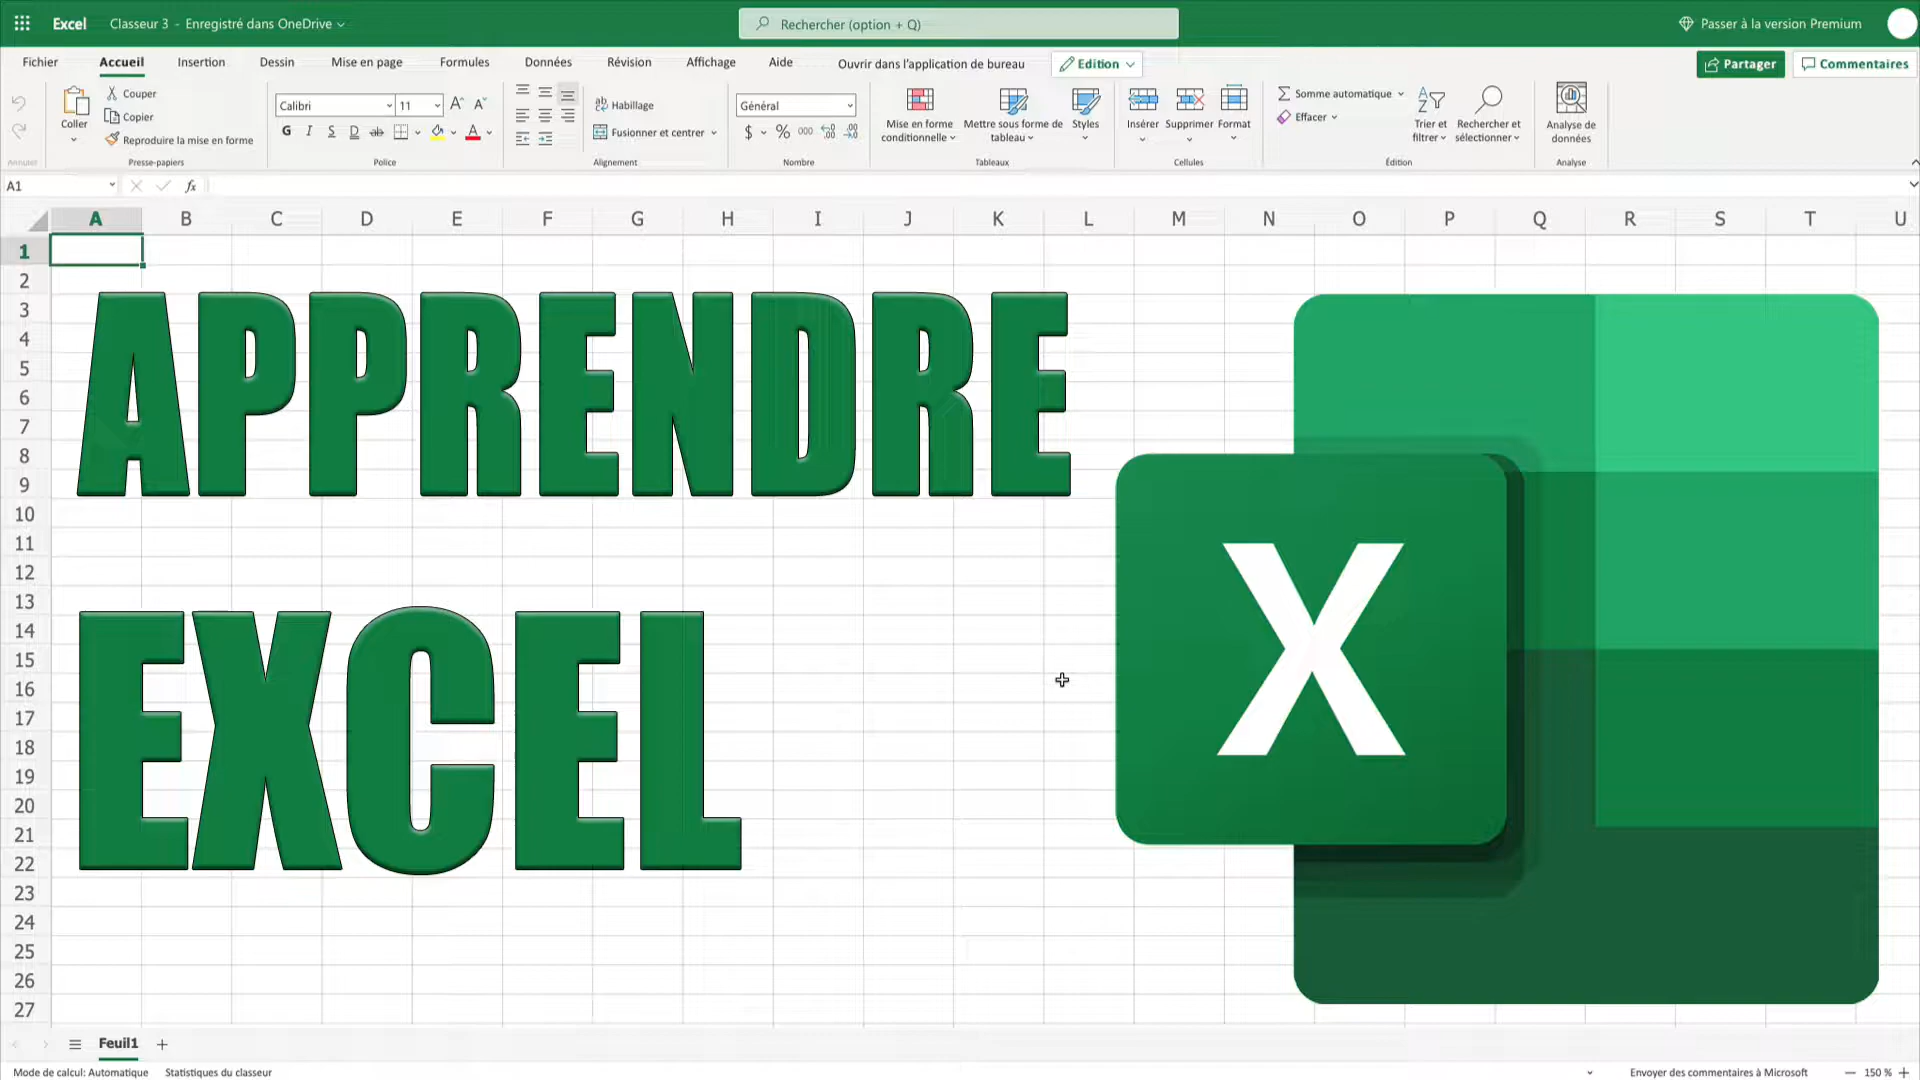 Excel Classeur 3 - Enregistré dans OneDrive
Rechercher (option + Q)
Passer à la version Premium
Fichier Accueil Insertion Dessin Mise en page Formules Données Révision Affichage Aide Ouvrir dans l'application de bureau Edition
Partager Commentaires
Annuler
Coller
Couper
Copier
Reproduire la mise en forme
Presse-papiers
Calibri 11
G I S D ab A
Police
ab Habillage
Fusionner et centrer
Alignement
Général
$ % 000
Nombre
Mise en forme conditionnelle
Mettre sous forme de tableau
Styles
Tableaux
Insérer Supprimer Format
Cellules
Somme automatique
Effacer
Trier et filtrer
Rechercher et sélectionner
Édition
Analyse de données
Analyse
A1 fx
A B C D E F G H I J K L M N O P Q R S T U
1
2
3
4
5
6
7
8
9
10
11
12
13
14
15
16
17
18
19
20
21
22
23
24
25
26
27
APPRENDRE
EXCEL
X
Feuil1
Mode de calcul: Automatique Statistiques du classeur
Envoyer des commentaires à Microsoft 150 %